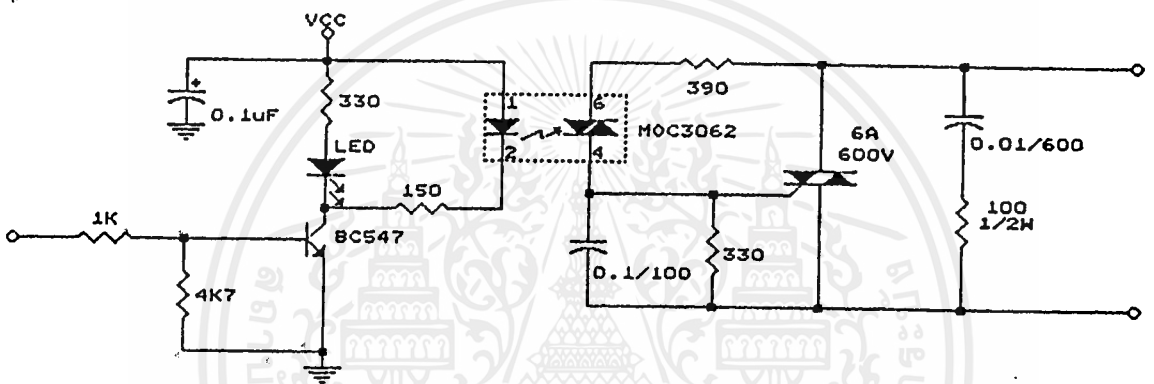 VCC
0.1uF
330
LED
1
2
6
4
MOC3062
390
6A
600V
0.01/600
100
1/2W
150
1K
BC547
4K7
0.1/100
330